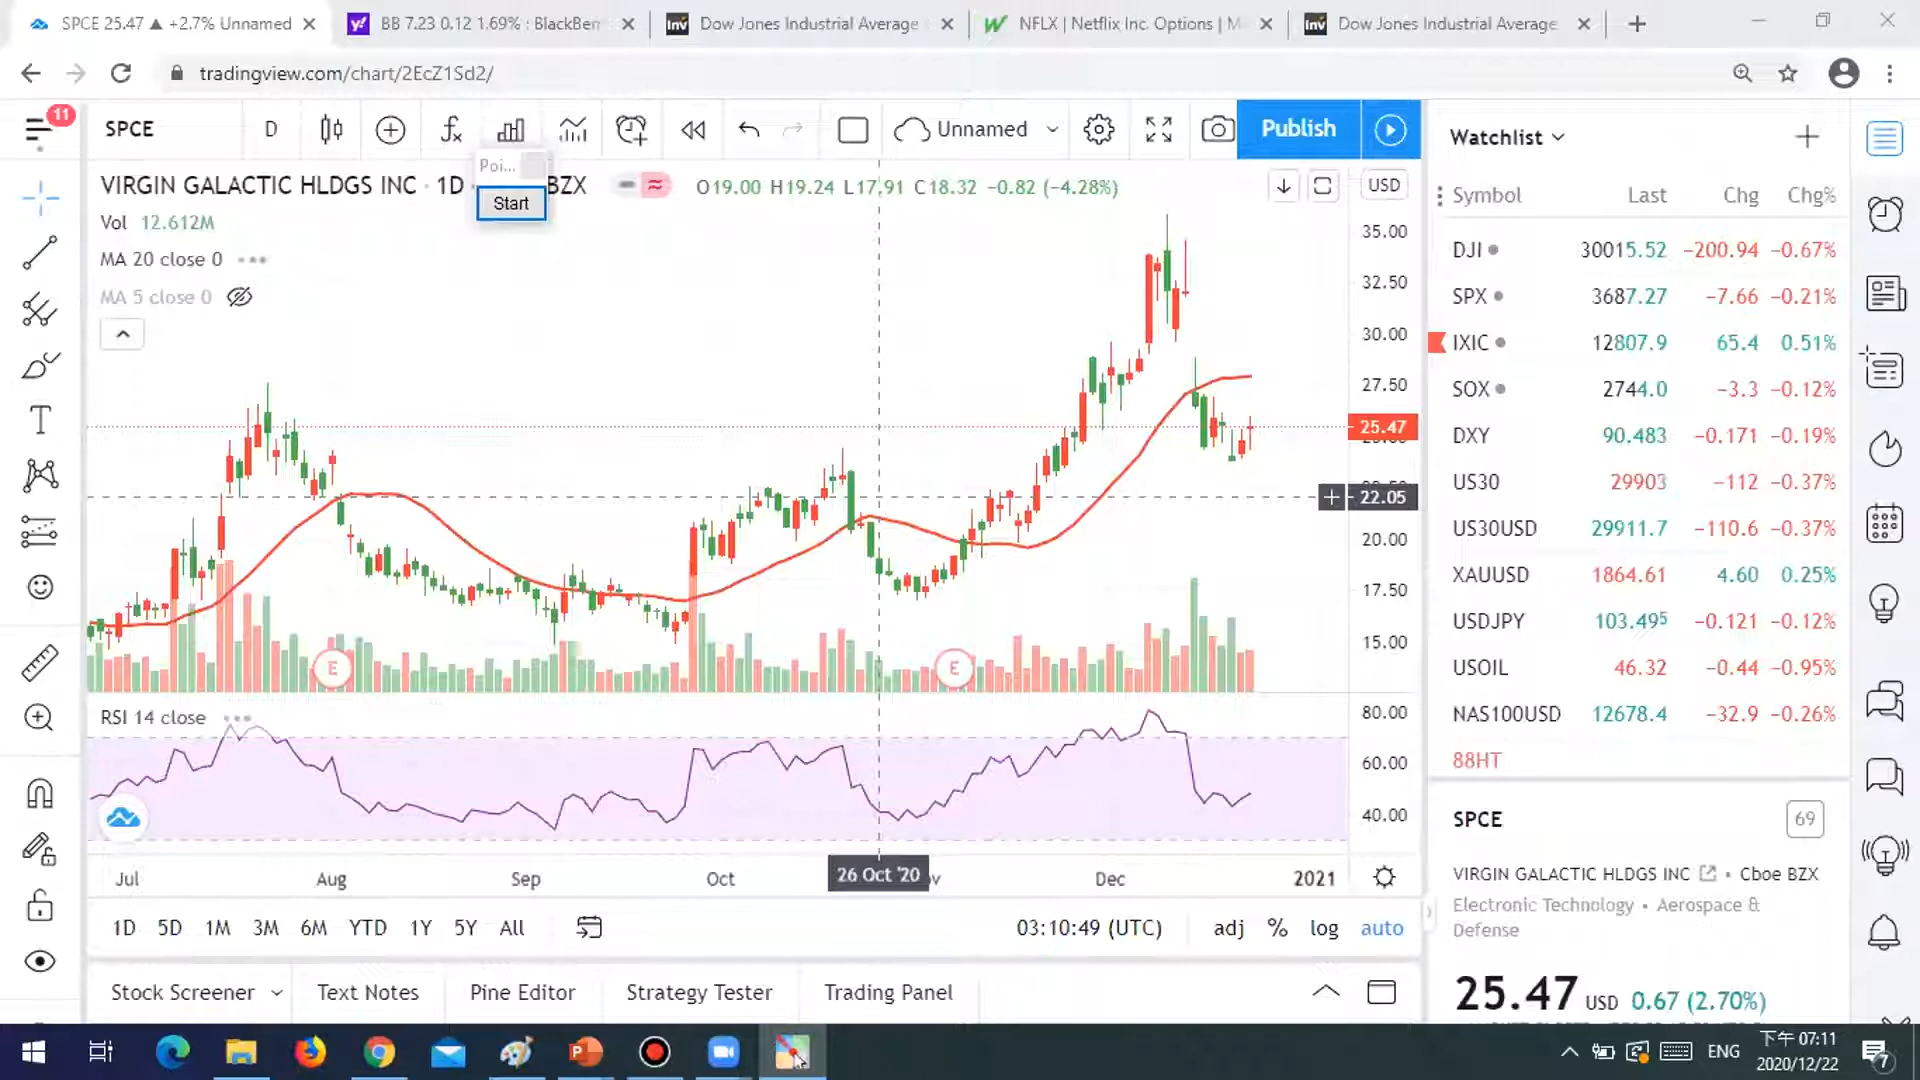 SPCE 25.47 ▲ +2.7% Unnamed
BB 7.23 0.12 1.69% : BlackBer
Dow Jones Industrial Average
NFLX | Netflix Inc. Options | M
Dow Jones Industrial Average
tradingview.com/chart/2EcZ1Sd2/
11
SPCE
D
Unnamed
Publish
Poi...
Start
VIRGIN GALACTIC HLDGS INC · 1D
BZX
O19.00 H19.24 L17.91 C18.32 −0.82 (−4.28%)
USD
Vol 12.612M
MA 20 close 0
MA 5 close 0
35.00
32.50
30.00
27.50
25.47
22.05
20.00
17.50
15.00
E
E
RSI 14 close
80.00
60.00
40.00
Jul
Aug
Sep
Oct
26 Oct '20
Dec
2021
1D 5D 1M 3M 6M YTD 1Y 5Y All
03:10:49 (UTC)
adj % log auto
Stock Screener
Text Notes
Pine Editor
Strategy Tester
Trading Panel
Watchlist
Symbol Last Chg Chg%
DJI 30015.52 −200.94 −0.67%
SPX 3687.27 −7.66 −0.21%
IXIC 12807.9 65.4 0.51%
SOX 2744.0 −3.3 −0.12%
DXY 90.483 −0.171 −0.19%
US30 29903 −112 −0.37%
US30USD 29911.7 −110.6 −0.37%
XAUUSD 1864.61 4.60 0.25%
USDJPY 103.495 −0.121 −0.12%
USOIL 46.32 −0.44 −0.95%
NAS100USD 12678.4 −32.9 −0.26%
88HT
SPCE
69
VIRGIN GALACTIC HLDGS INC • Cboe BZX
Electronic Technology • Aerospace &
Defense
25.47 USD 0.67 (2.70%)
ENG
下午 07:11
2020/12/22
7